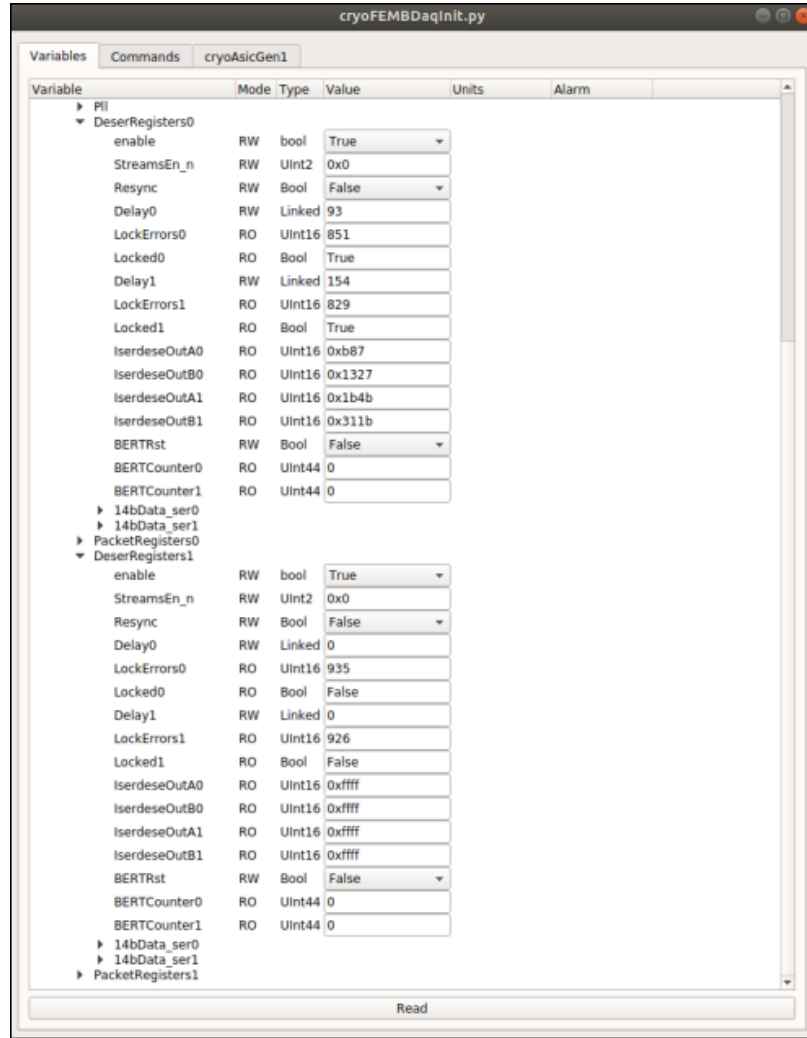 cryoFEMBDaqInit.py
Variables Commands cryoAsicGen1
Variable Mode Type Value Units Alarm
Pll
DeserRegisters0
enable RW bool True
StreamsEn_n RW UInt2 0x0
Resync RW Bool False
Delay0 RW Linked 93
LockErrors0 RO UInt16 851
Locked0 RO Bool True
Delay1 RW Linked 154
LockErrors1 RO UInt16 829
Locked1 RO Bool True
IserdeseOutA0 RO UInt16 0xb87
IserdeseOutB0 RO UInt16 0x1327
IserdeseOutA1 RO UInt16 0x1b4b
IserdeseOutB1 RO UInt16 0x311b
BERTRst RW Bool False
BERTCounter0 RO UInt44 0
BERTCounter1 RO UInt44 0
14bData_ser0
14bData_ser1
PacketRegisters0
DeserRegisters1
enable RW bool True
StreamsEn_n RW UInt2 0x0
Resync RW Bool False
Delay0 RW Linked 0
LockErrors0 RO UInt16 935
Locked0 RO Bool False
Delay1 RW Linked 0
LockErrors1 RO UInt16 926
Locked1 RO Bool False
IserdeseOutA0 RO UInt16 0xffff
IserdeseOutB0 RO UInt16 0xffff
IserdeseOutA1 RO UInt16 0xffff
IserdeseOutB1 RO UInt16 0xffff
BERTRst RW Bool False
BERTCounter0 RO UInt44 0
BERTCounter1 RO UInt44 0
14bData_ser0
14bData_ser1
PacketRegisters1
Read